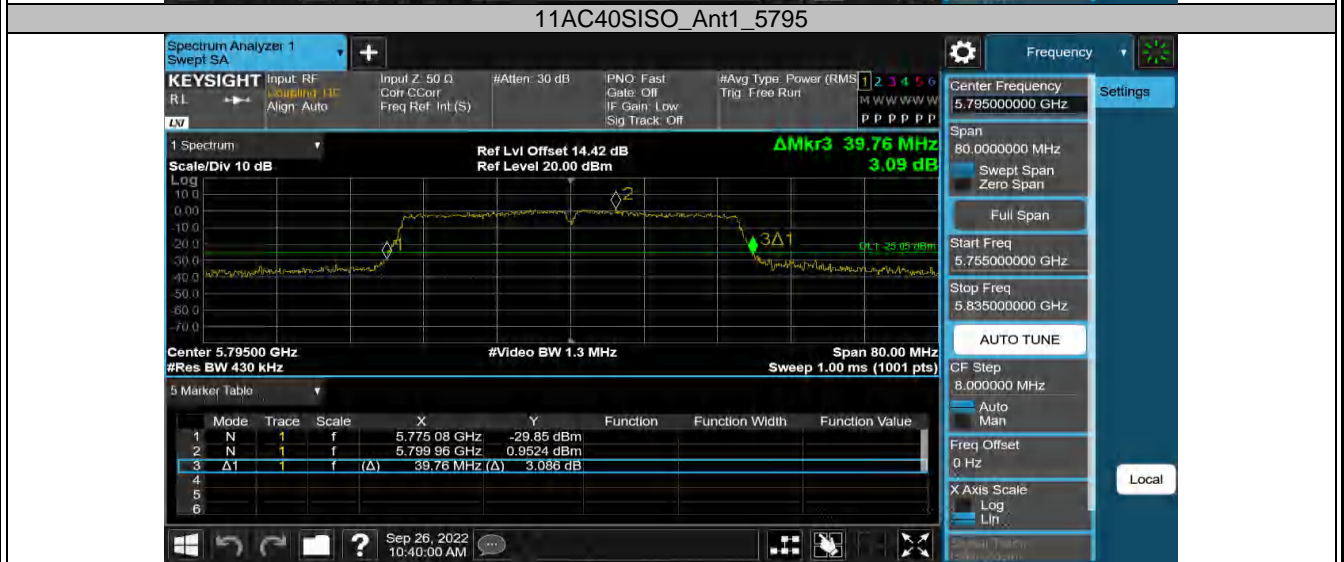 11AC40SISO_Ant1_5795
Spectrum Analyzer 1
Swept SA
Frequency
KEYSIGHT
RL
LXI
Input: RF
Align: Auto
Input Z: 50 Ω
Corr CCorr
Freq Ref: Int (S)
#Atten: 30 dB
PNO: Fast
Gate: Off
IF Gain: Low
Sig Track: Off
#Avg Type: Power (RMS
Trig: Free Run
1 2 3 4 5 6
M W W W W W
P P P P P P
Center Frequency
5.795000000 GHz
Settings
1 Spectrum
Scale/Div 10 dB
Ref Lvl Offset 14.42 dB
Ref Level 20.00 dBm
ΔMkr3 39.76 MHz
3.09 dB
Log
10.0
0.00
-10.0
-20.0
-30.0
-40.0
-50.0
-60.0
-70.0
1
2
3Δ1
DL1 -25.05 dBm
Span
80.0000000 MHz
Swept Span
Zero Span
Full Span
Start Freq
5.755000000 GHz
Stop Freq
5.835000000 GHz
AUTO TUNE
Center 5.79500 GHz
#Video BW 1.3 MHz
Span 80.00 MHz
#Res BW 430 kHz
Sweep 1.00 ms (1001 pts)
CF Step
8.000000 MHz
Auto
Man
Freq Offset
0 Hz
X Axis Scale
Log
Lin
Local
5 Marker Table
Mode Trace Scale X Y Function Function Width Function Value
1 N 1 f 5.775 08 GHz -29.85 dBm
2 N 1 f 5.799 96 GHz 0.9524 dBm
3 Δ1 1 f (Δ) 39.76 MHz (Δ) 3.086 dB
4
5
6
?
Sep 26, 2022
10:40:00 AM